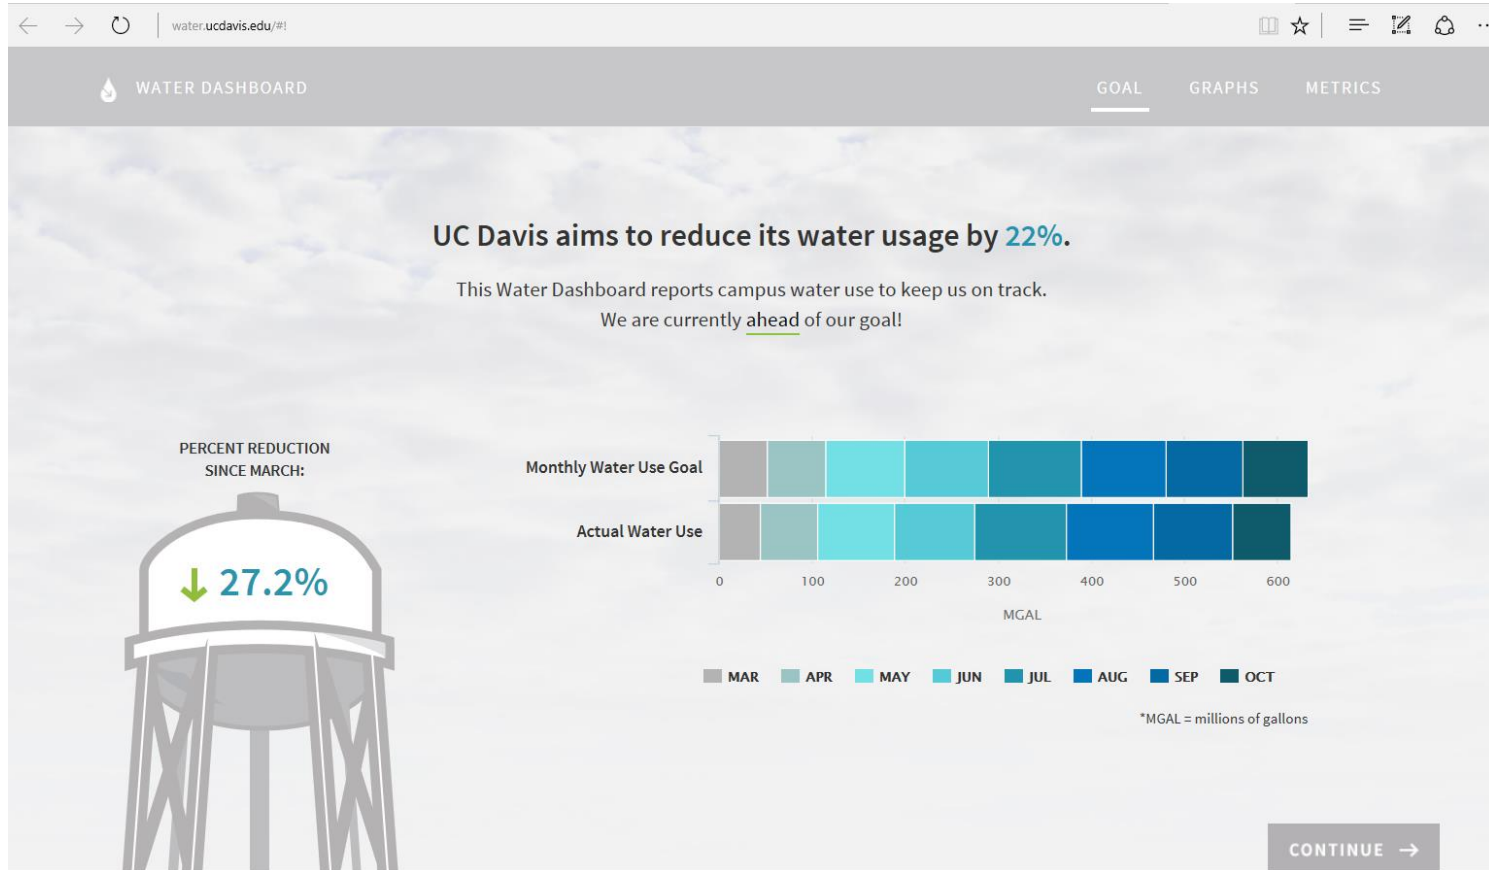 water.ucdavis.edu/#!
WATER DASHBOARD
GOAL GRAPHS METRICS
UC Davis aims to reduce its water usage by 22%.
This Water Dashboard reports campus water use to keep us on track.
We are currently ahead of our goal!
PERCENT REDUCTION
SINCE MARCH:
27.2%
Monthly Water Use Goal
Actual Water Use
0 100 200 300 400 500 600
MGAL
MAR APR MAY JUN JUL AUG SEP OCT
*MGAL = millions of gallons
CONTINUE →